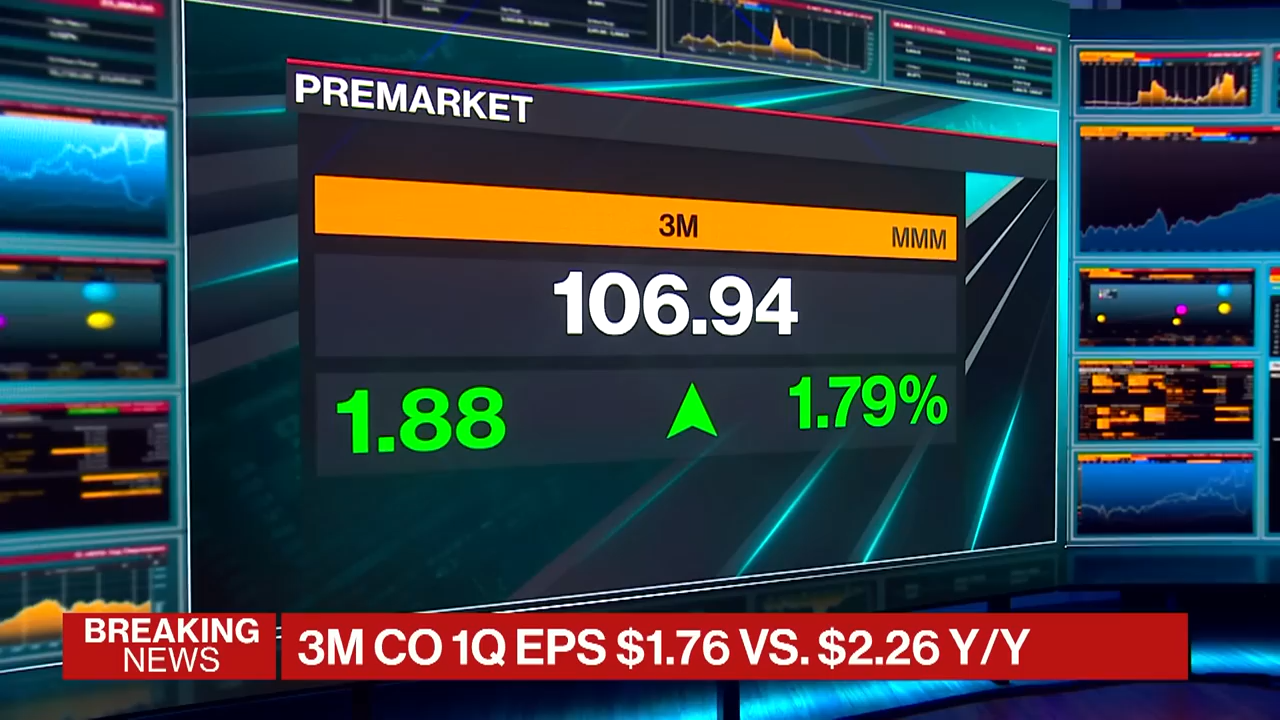 PREMARKET
3M MMM
106.94
1.88 1.79%
BREAKING
NEWS
3M CO 1Q EPS $1.76 VS. $2.26 Y/Y